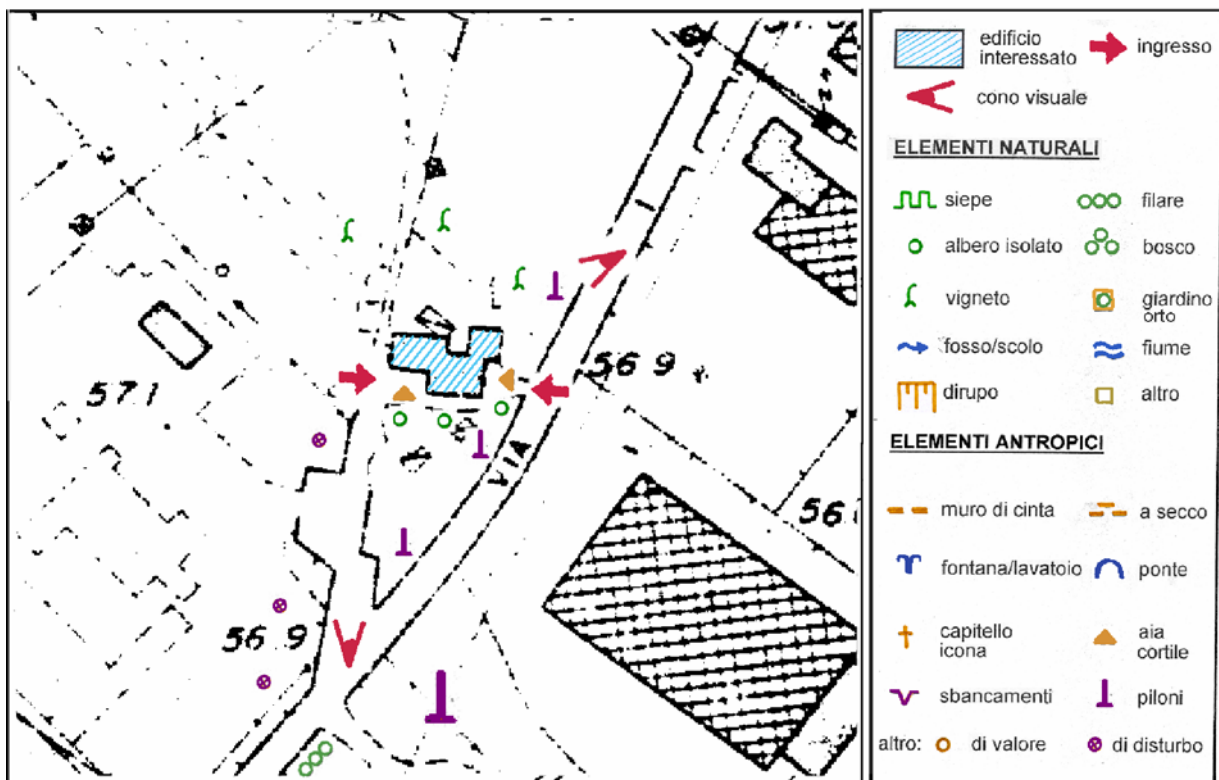 57.1
56 9
VIA
56 9
edificio
interessato
ingresso
cono visuale
ELEMENTI NATURALI
siepe
filare
albero isolato
bosco
vigneto
giardino
orto
fosso/scolo
fiume
dirupo
altro
ELEMENTI ANTROPICI
muro di cinta
a secco
fontana/lavatoio
ponte
capitello
icona
aia
cortile
sbancamenti
piloni
altro:
di valore
di disturbo